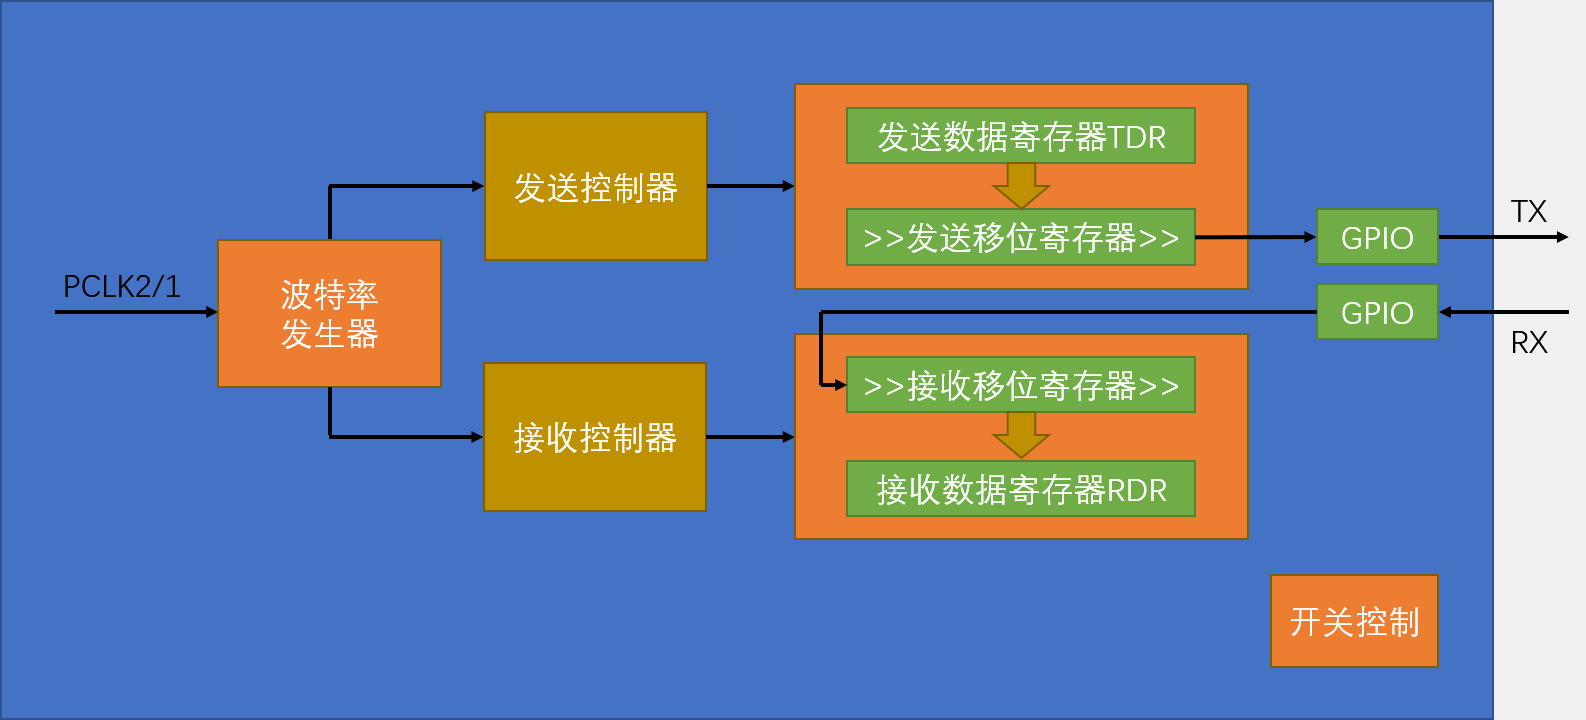 PCLK2/1
波特率
发生器
发送控制器
发送数据寄存器TDR
>>发送移位寄存器>>
GPIO
TX
GPIO
RX
接收控制器
>>接收移位寄存器>>
接收数据寄存器RDR
开关控制